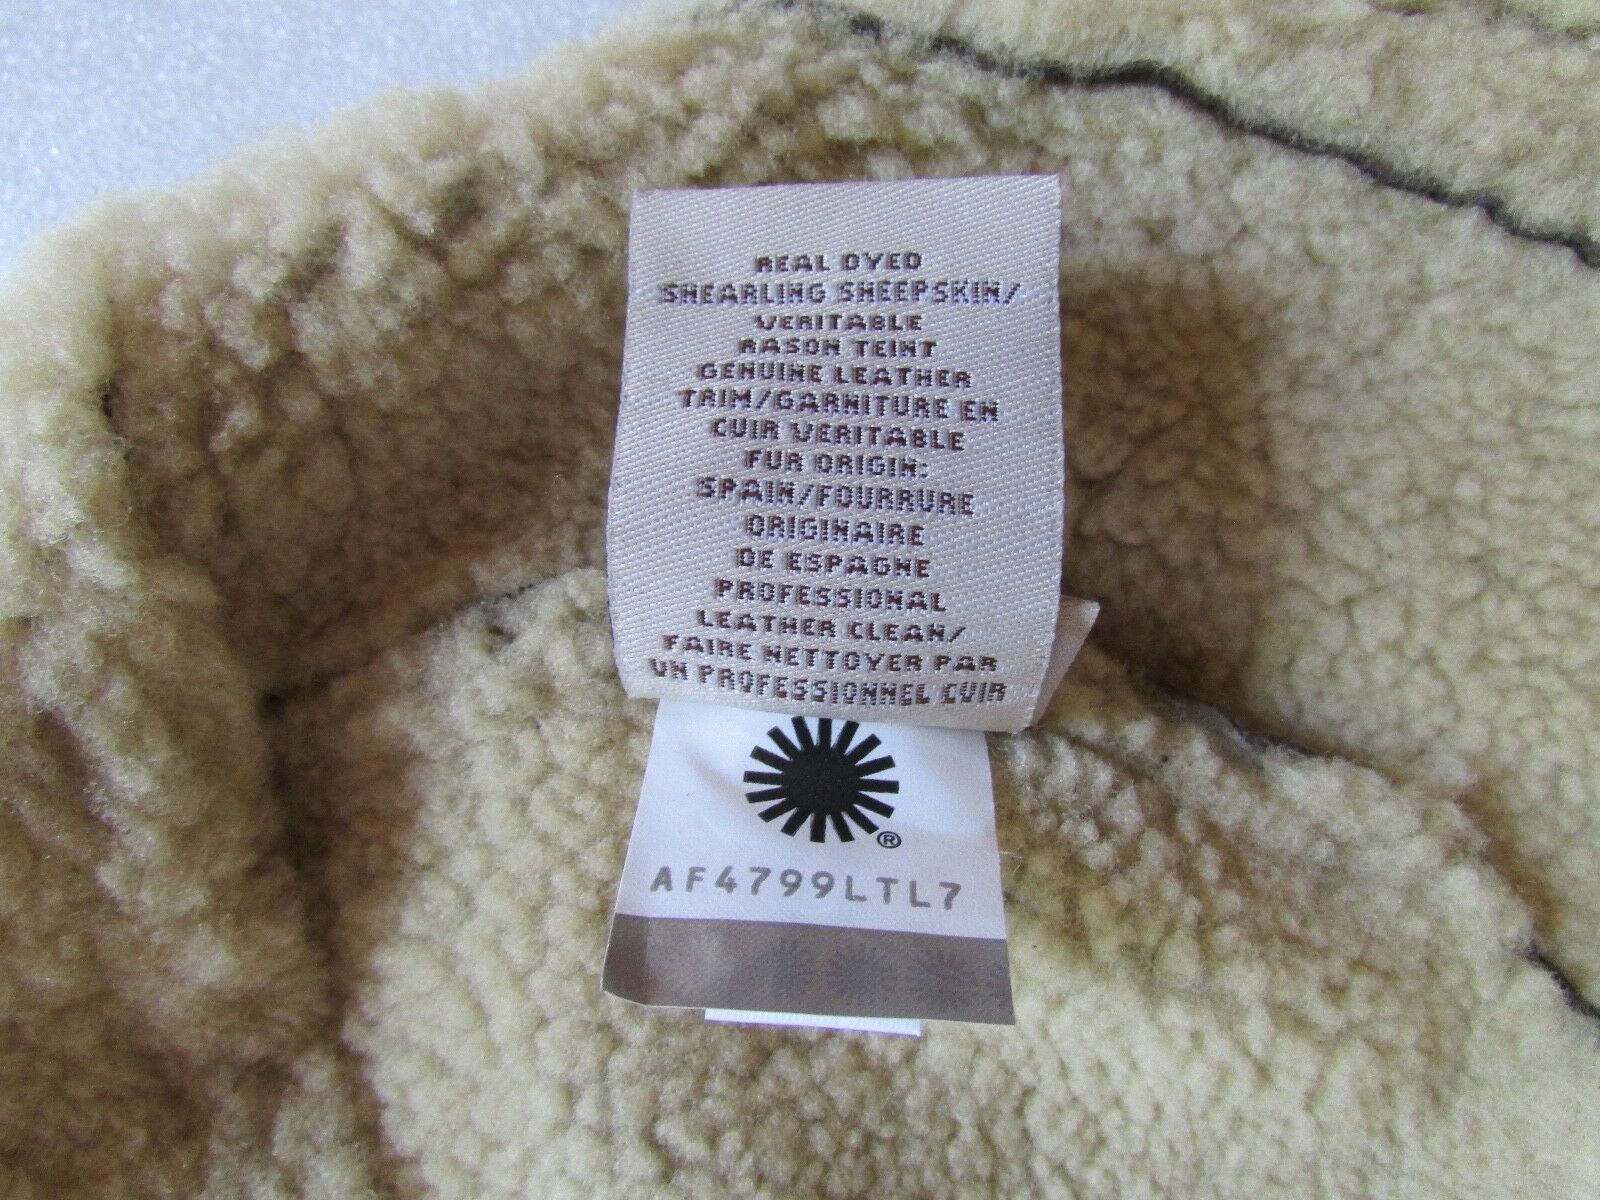 REAL DYED
SHEARLING SHEEPSKIN/
VERITABLE
RASON TEINT
GENUINE LEATHER
TRIM/GARNITURE EN
CUIR VERITABLE
FUR ORIGIN:
SPAIN/FOURRURE
ORIGINAIRE
DE ESPAGNE
PROFESSIONAL
LEATHER CLEAN/
FAIRE NETTOYER PAR
UN PROFESSIONNEL CUIR
®
AF4799LTL7